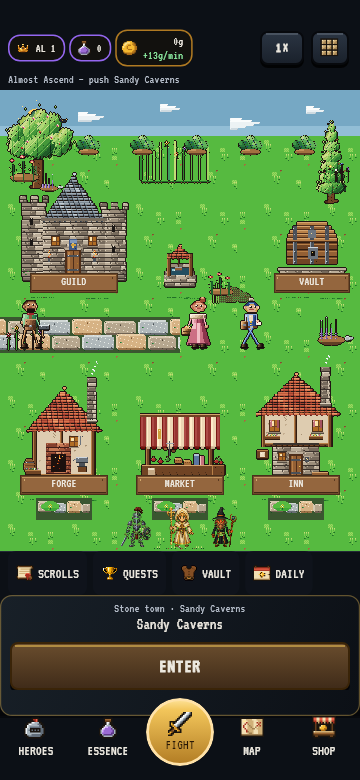 AL 1
0
0g
+13g/min
1X
Almost Ascend – push Sandy Caverns
GUILD
VAULT
FORGE
MARKET
INN
SCROLLS
QUESTS
VAULT
DAILY
Stone town · Sandy Caverns
Sandy Caverns
ENTER
HEROES
ESSENCE
FIGHT
MAP
SHOP